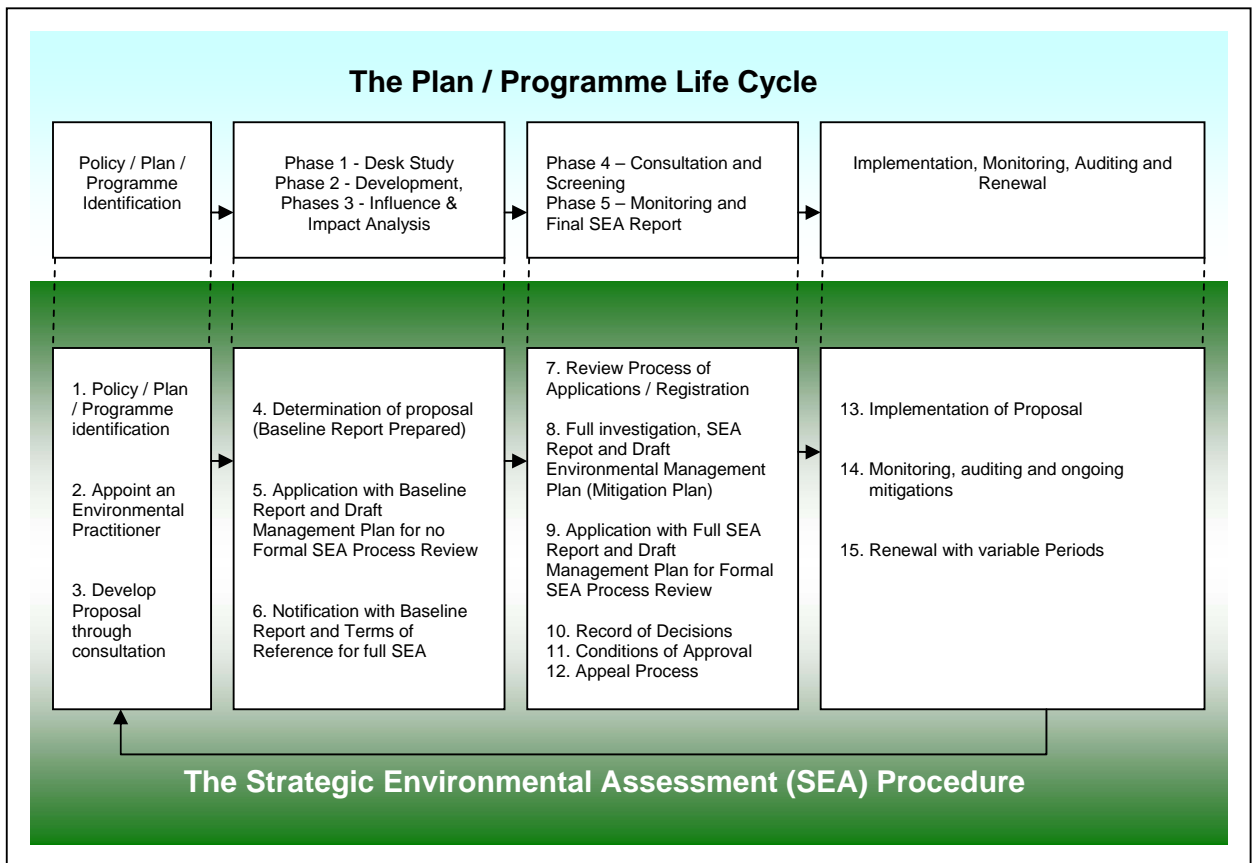 The Plan / Programme Life Cycle
Policy / Plan /
Programme
Identification
Phase 1 - Desk Study
Phase 2 - Development,
Phases 3 - Influence &
Impact Analysis
Phase 4 – Consultation and
Screening
Phase 5 – Monitoring and
Final SEA Report
Implementation, Monitoring, Auditing and
Renewal
1. Policy / Plan
/ Programme
identification
2. Appoint an
Environmental
Practitioner
3. Develop
Proposal
through
consultation
4. Determination of proposal
(Baseline Report Prepared)
5. Application with Baseline
Report and Draft
Management Plan for no
Formal SEA Process Review
6. Notification with Baseline
Report and Terms of
Reference for full SEA
7. Review Process of
Applications / Registration
8. Full investigation, SEA
Repot and Draft
Environmental Management
Plan (Mitigation Plan)
9. Application with Full SEA
Report and Draft
Management Plan for Formal
SEA Process Review
10. Record of Decisions
11. Conditions of Approval
12. Appeal Process
13. Implementation of Proposal
14. Monitoring, auditing and ongoing
mitigations
15. Renewal with variable Periods
The Strategic Environmental Assessment (SEA) Procedure